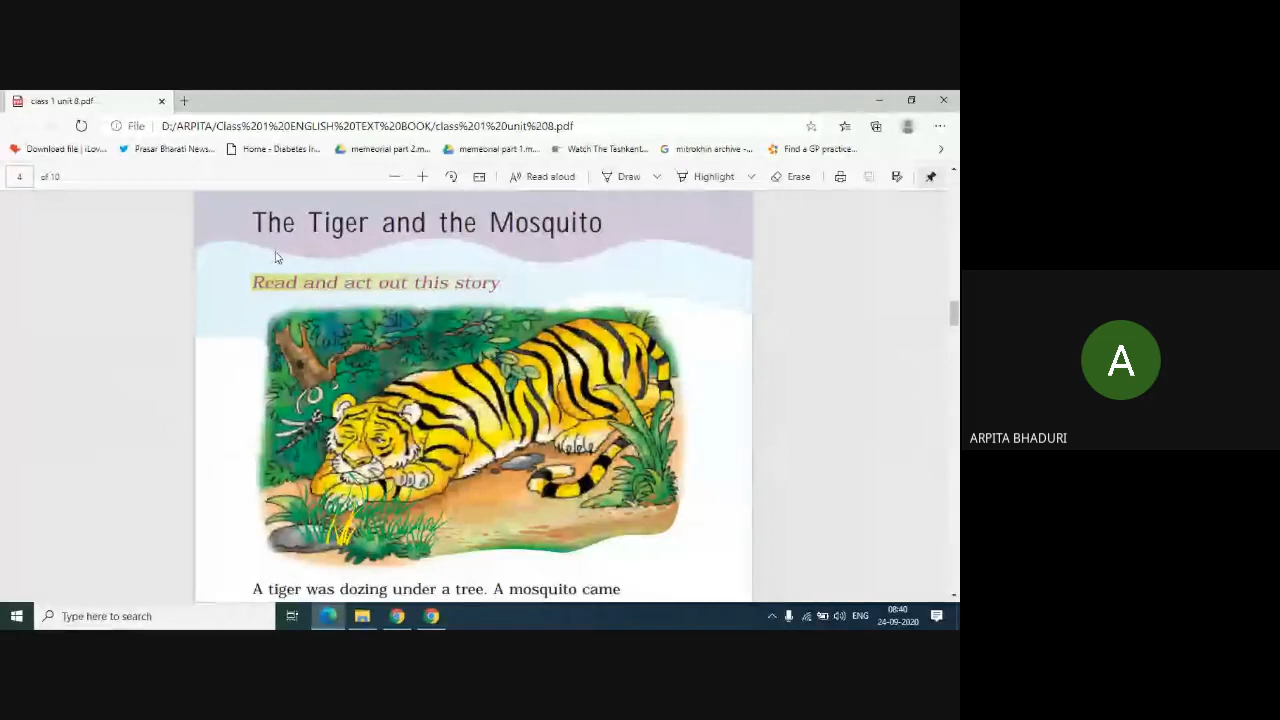 class 1 unit 8.pdf
File D:/ARPITA/Class%201%20ENGLISH%20TEXT%20BOOK/class%201%20unit%208.pdf
Download file | iLov... Prasar Bharati News... Home - Diabetes in... memeorial part 2.m... memeorial part 1.m... Watch The Tashkent... mitrokhin archive -... Find a GP practice...
4 of 10 Read aloud Draw Highlight Erase
The Tiger and the Mosquito
Read and act out this story
A tiger was dozing under a tree. A mosquito came
A
ARPITA BHADURI
Type here to search
ENG
08:40
24-09-2020